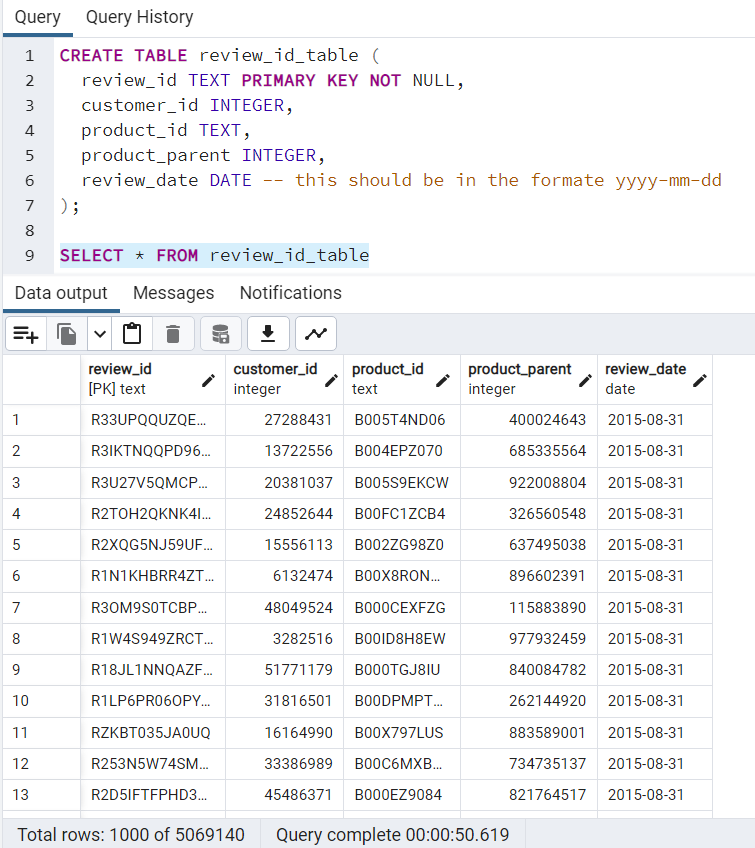 Query Query History
1 CREATE TABLE review_id_table (
2 review_id TEXT PRIMARY KEY NOT NULL,
3 customer_id INTEGER,
4 product_id TEXT,
5 product_parent INTEGER,
6 review_date DATE -- this should be in the formate yyyy-mm-dd
7 );
8
9 SELECT * FROM review_id_table
Data output Messages Notifications
review_id customer_id product_id product_parent review_date
[PK] text integer text integer date
1 R33UPQQUZQE... 27288431 B005T4ND06 400024643 2015-08-31
2 R3IKTNQQPD96... 13722556 B004EPZ070 685335564 2015-08-31
3 R3U27V5QMCP... 20381037 B005S9EKCW 922008804 2015-08-31
4 R2TOH2QKNK4I... 24852644 B00FC1ZCB4 326560548 2015-08-31
5 R2XQG5NJ59UF... 15556113 B002ZG98Z0 637495038 2015-08-31
6 R1N1KHBRR4ZT... 6132474 B00X8RON... 896602391 2015-08-31
7 R3OM9S0TCBP... 48049524 B000CEXFZG 115883890 2015-08-31
8 R1W4S949ZRCT... 3282516 B00ID8H8EW 977932459 2015-08-31
9 R18JL1NNQAZF... 51771179 B000TGJ8IU 840084782 2015-08-31
10 R1LP6PR06OPY... 31816501 B00DPMPT... 262144920 2015-08-31
11 RZKBT035JA0UQ 16164990 B00X797LUS 883589001 2015-08-31
12 R253N5W74SM... 33386989 B00C6MXB... 734735137 2015-08-31
13 R2D5IFTFPHD3... 45486371 B000EZ9084 821764517 2015-08-31
Total rows: 1000 of 5069140 Query complete 00:00:50.619